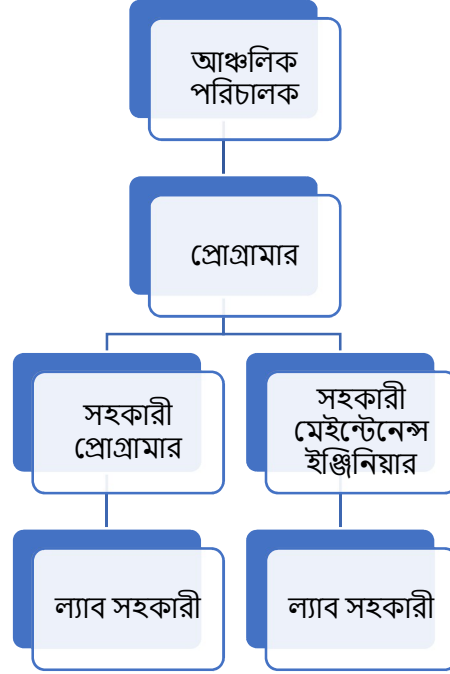 আঞ্চলিক
পরিচালক
প্রোগ্রামার
সহকারী
প্রোগ্রামার
সহকারী
মেইন্টেনেন্স
ইঞ্জিনিয়ার
ল্যাব সহকারী
ল্যাব সহকারী